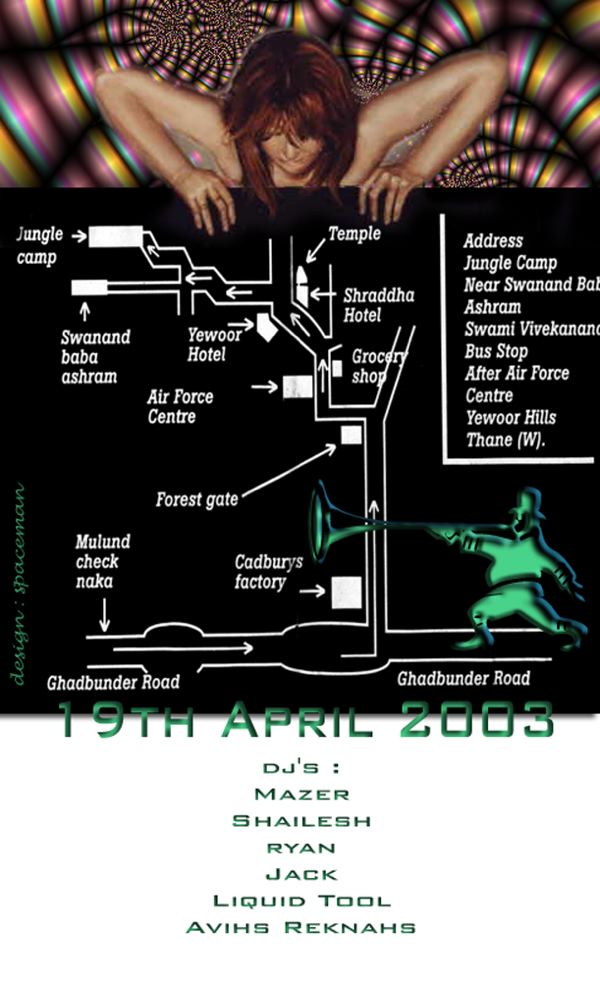 Jungle
camp
Temple
Shraddha
Hotel
Swanand
baba
ashram
Yewoor
Hotel
Grocery
shop
Air Force
Centre
Forest gate
Mulund
check
naka
Cadburys
factory
Ghadbunder Road
Ghadbunder Road
Address
Jungle Camp
Near Swanand Bab
Ashram
Swami Vivekanand
Bus Stop
After Air Force
Centre
Yewoor Hills
Thane (W).
design : spaceman
19th April 2003
DJ's :
Mazer
Shailesh
Ryan
Jack
Liquid Tool
Avihs Reknahs